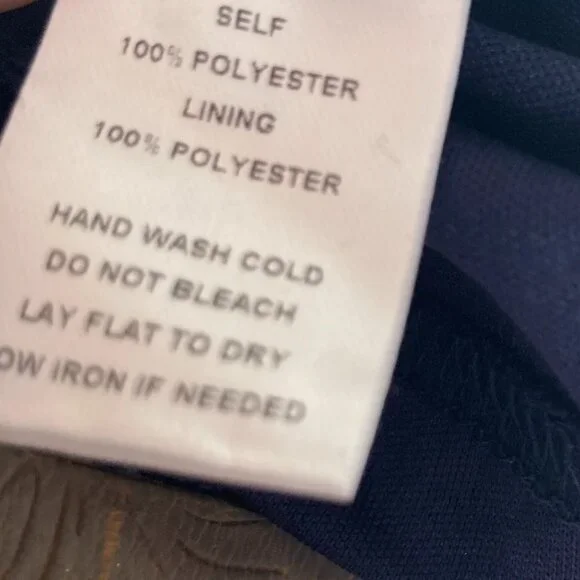 SELF
100% POLYESTER
LINING
100% POLYESTER
HAND WASH COLD
DO NOT BLEACH
LAY FLAT TO DRY
OW IRON IF NEEDED